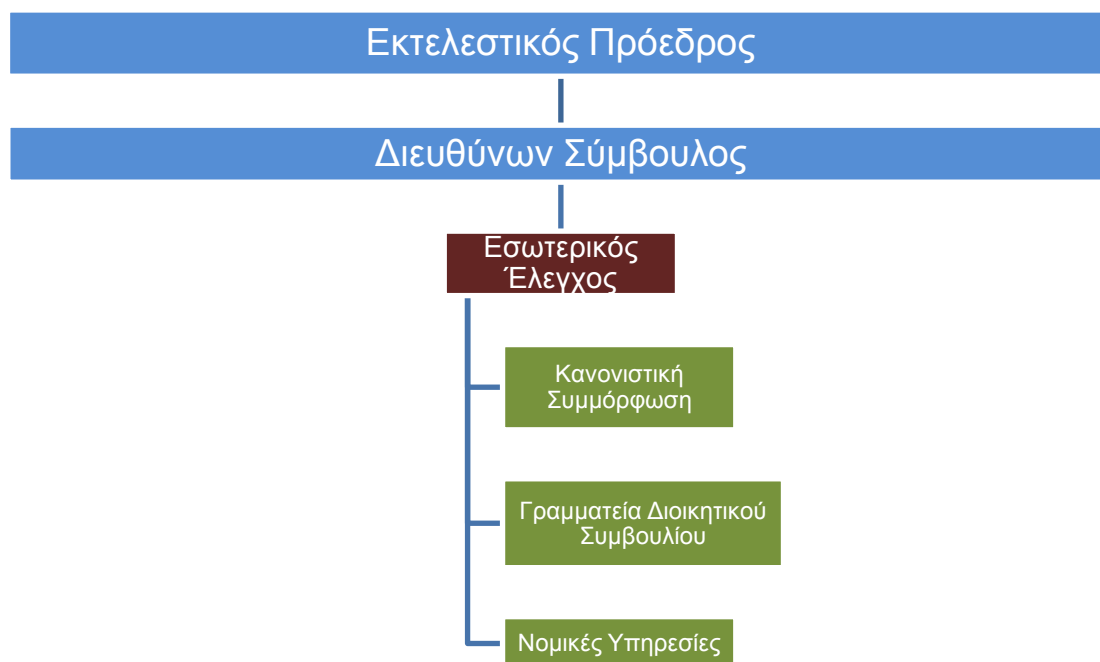 Εκτελεστικός Πρόεδρος
Διευθύνων Σύμβουλος
Εσωτερικός
Έλεγχος
Κανονιστική
Συμμόρφωση
Γραμματεία Διοικητικού
Συμβουλίου
Νομικές Υπηρεσίες